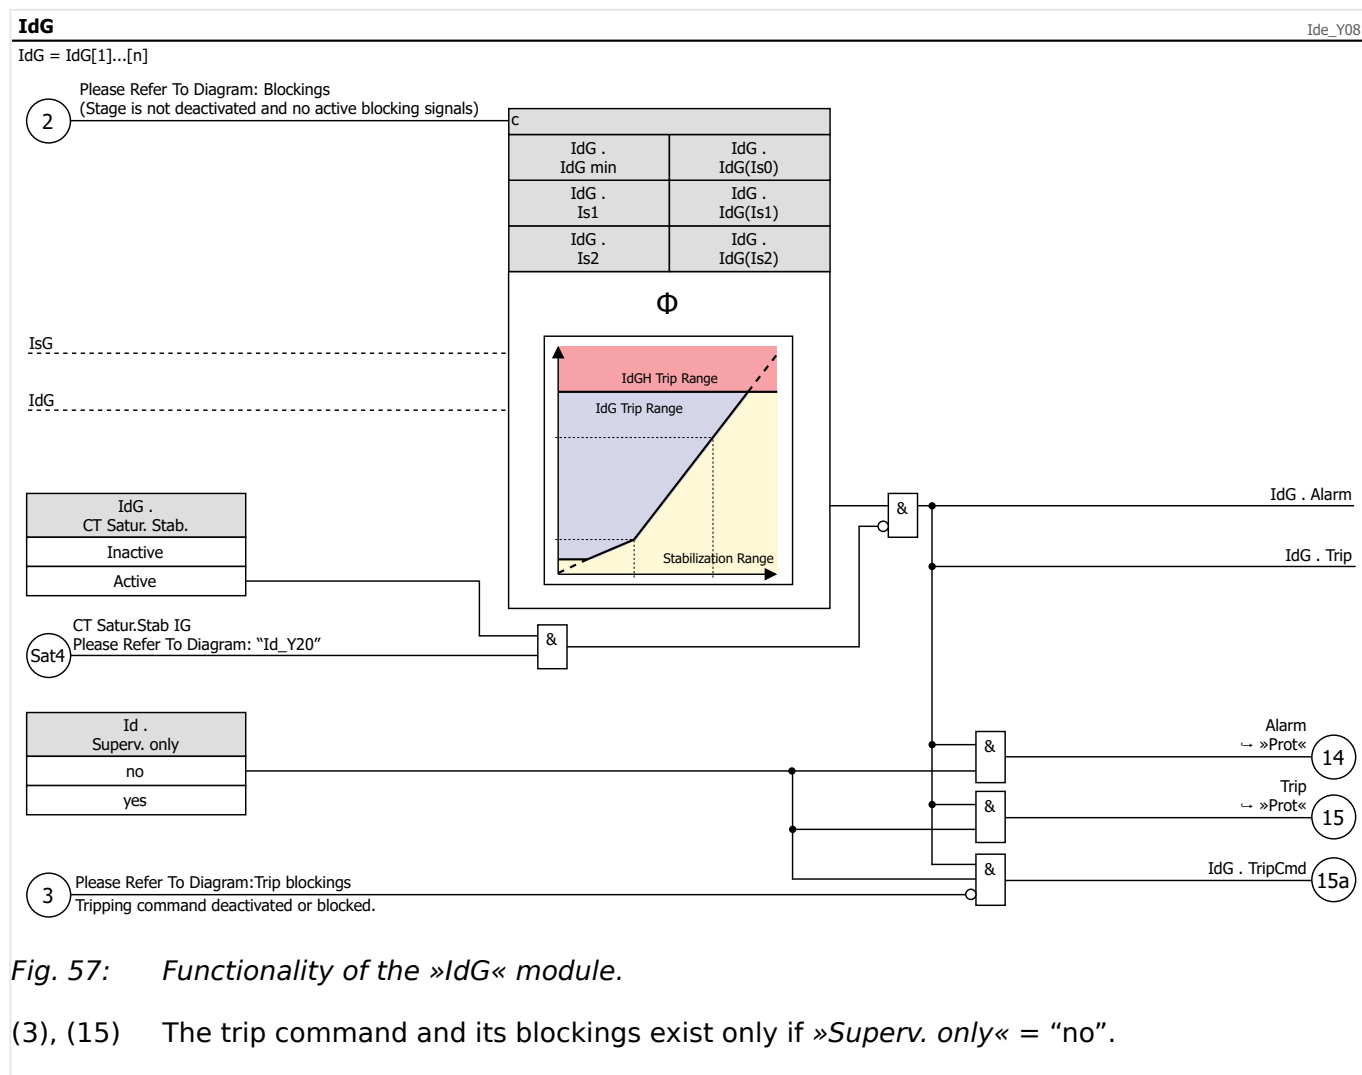 IdG
Ide_Y08
IdG = IdG[1]...[n]
Please Refer To Diagram: Blockings
(Stage is not deactivated and no active blocking signals)
2
c
IdG .
IdG min
IdG .
IdG(Is0)
IdG .
Is1
IdG .
IdG(Is1)
IdG .
Is2
IdG .
IdG(Is2)
Φ
IsG
IdG
IdGH Trip Range
IdG Trip Range
Stabilization Range
IdG .
CT Satur. Stab.
Inactive
Active
&
IdG . Alarm
IdG . Trip
CT Satur.Stab IG
Please Refer To Diagram: “Id_Y20”
Sat4
&
Id .
Superv. only
no
yes
&
Alarm
↪ »Prot«
14
&
Trip
↪ »Prot«
15
&
IdG . TripCmd
15a
3
Please Refer To Diagram:Trip blockings
Tripping command deactivated or blocked.
Fig. 57: Functionality of the »IdG« module.
(3), (15) The trip command and its blockings exist only if »Superv. only« = “no”.